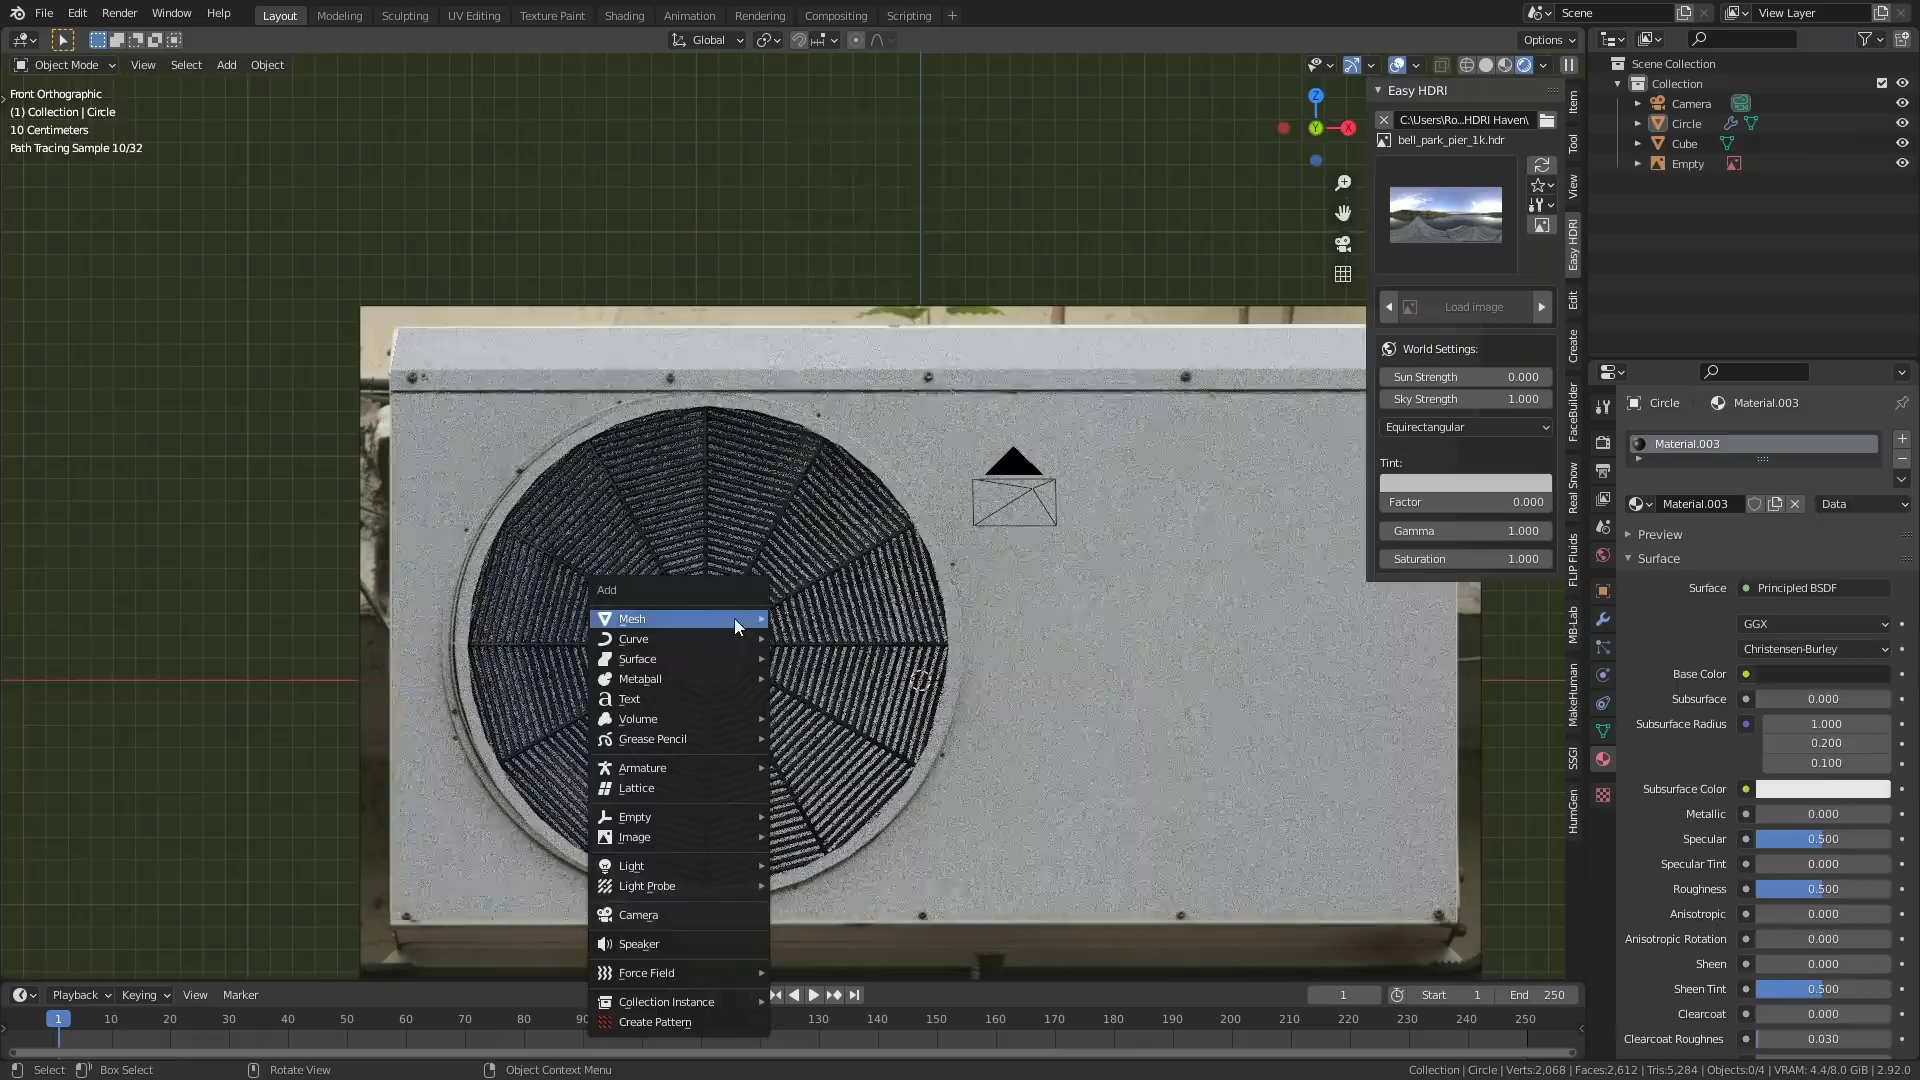 File Edit Render Window Help Layout Modeling Sculpting UV Editing Texture Paint Shading Animation Rendering Compositing Scripting + Scene View Layer
Global Options
Object Mode View Select Add Object
Front Orthographic
(1) Collection | Circle
10 Centimeters
Path Tracing Sample 10/32
Z
Y
X
Easy HDRI
C:\Users\Ro...HDRI Haven\
bell_park_pier_1k.hdr
Load image
World Settings:
Sun Strength 0.000
Sky Strength 1.000
Equirectangular
Tint:
Factor 0.000
Gamma 1.000
Saturation 1.000
Item
Tool
View
Easy HDRI
Edit
Create
FaceBuilder
Real Snow
FLIP Fluids
MB-Lab
MakeHuman
SSGI
HumGen
Add
Mesh
Curve
Surface
Metaball
Text
Volume
Grease Pencil
Armature
Lattice
Empty
Image
Light
Light Probe
Camera
Speaker
Force Field
Collection Instance
Create Pattern
Scene Collection
Collection
Camera
Circle
Cube
Empty
Circle Material.003
Material.003
Material.003 Data
Preview
Surface
Surface Principled BSDF
GGX
Christensen-Burley
Base Color
Subsurface 0.000
Subsurface Radius 1.000
0.200
0.100
Subsurface Color
Metallic 0.000
Specular 0.500
Specular Tint 0.000
Roughness 0.500
Anisotropic 0.000
Anisotropic Rotation 0.000
Sheen 0.000
Sheen Tint 0.500
Clearcoat 0.000
Clearcoat Roughnes 0.030
Playback Keying View Marker 1 Start 1 End 250
1 10 20 30 40 50 60 70 80 130 140 150 160 170 180 190 200 210 220 230 240 250
Select Box Select Rotate View Object Context Menu Collection | Circle | Verts:2,068 | Faces:2,612 | Tris:5,284 | Objects:0/4 | VRAM: 4.4/8.0 GiB | 2.92.0